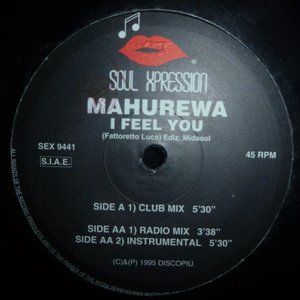 SOUL XPRESSION
MAHUREWA
I FEEL YOU
(Fattoretto Luca) Ediz. Midasol
SEX 9441
45 RPM
S.I.A.E.
SIDE A 1) CLUB MIX 5'30"
SIDE AA 1) RADIO MIX 3'38"
SIDE AA 2) INSTRUMENTAL 5'30"
(C)&(P) 1995 DISCOPIÙ